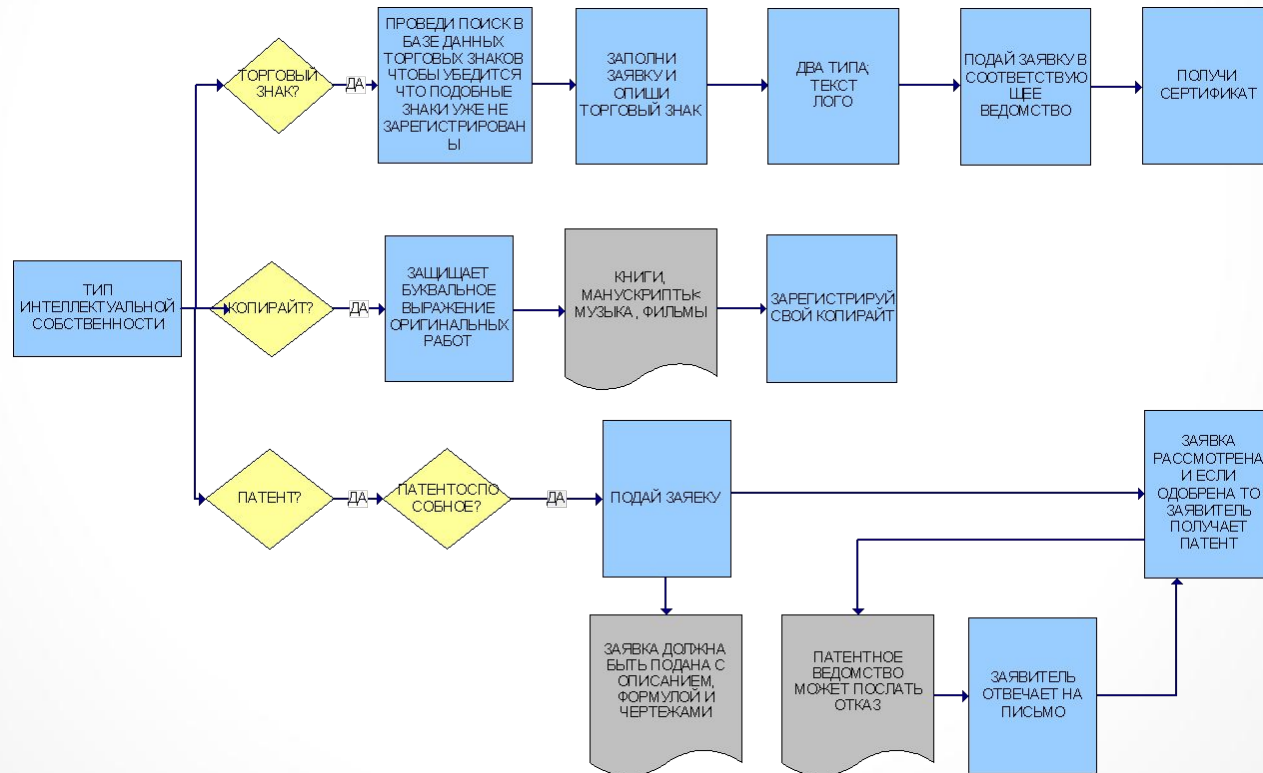 ТОРГОВЫЙ
ЗНАК?
ДА
ПРОВЕДИ ПОИСК В
БАЗЕ ДАННЫХ
ТОРГОВЫХ ЗНАКОВ
ЧТОБЫ УБЕДИТСЯ
ЧТО ПОДОБНЫЕ
ЗНАКИ УЖЕ НЕ
ЗАРЕГИСТРИРОВАН
Ы
ЗАПОЛНИ
ЗАЯВКУ И
ОПИШИ
ТОРГОВЫЙ ЗНАК
ДВА ТИПА;
ТЕКСТ
ЛОГО
ПОДАЙ ЗАЯВКУ В
СООТВЕТСТВУЮ
ЩЕЕ
ВЕДОМСТВО
ПОЛУЧИ
СЕРТИФИКАТ
ТИП
ИНТЕЛЛЕКТУАЛЬНОЙ
СОБСТВЕННОСТИ
КОПИРАЙТ?
ДА
ЗАЩИЩАЕТ
БУКВАЛЬНОЕ
ВЫРАЖЕНИЕ
ОРИГИНАЛЬНЫХ
РАБОТ
КНИГИ,
МАНУСКРИПТЫ<
МУЗЫКА, ФИЛЬМЫ
ЗАРЕГИСТРИРУЙ
СВОЙ КОПИРАЙТ
ПАТЕНТ?
ДА
ПАТЕНТОСПО
СОБНОЕ?
ДА
ПОДАЙ ЗАЯЕКУ
ЗАЯВКА
РАССМОТРЕНА
И ЕСЛИ
ОДОБРЕНА ТО
ЗАЯВИТЕЛЬ
ПОЛУЧАЕТ
ПАТЕНТ
ЗАЯВКА ДОЛЖНА
БЫТЬ ПОДАНА С
ОПИСАНИЕМ,
ФОРМУЛОЙ И
ЧЕРТЕЖАМИ
ПАТЕНТНОЕ
ВЕДОМСТВО
МОЖЕТ ПОСЛАТЬ
ОТКАЗ
ЗАЯВИТЕЛЬ
ОТВЕЧАЕТ НА
ПИСЬМО